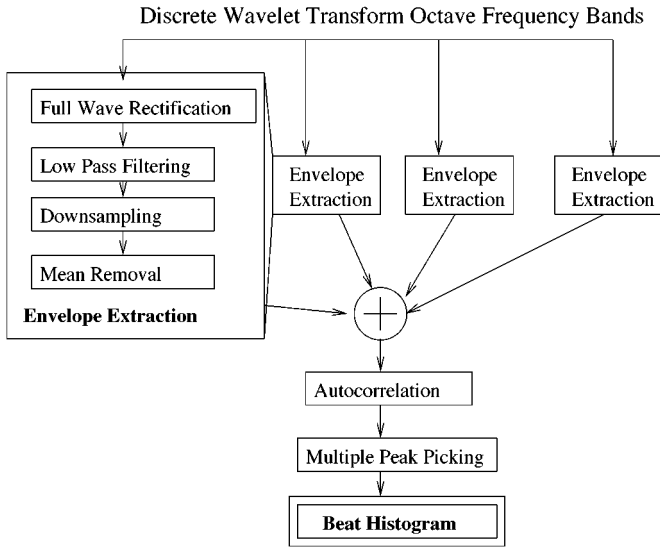 Discrete Wavelet Transform Octave Frequency Bands
Full Wave Rectification
Low Pass Filtering
Downsampling
Mean Removal
Envelope Extraction
Envelope
Extraction
Envelope
Extraction
Envelope
Extraction
Autocorrelation
Multiple Peak Picking
Beat Histogram